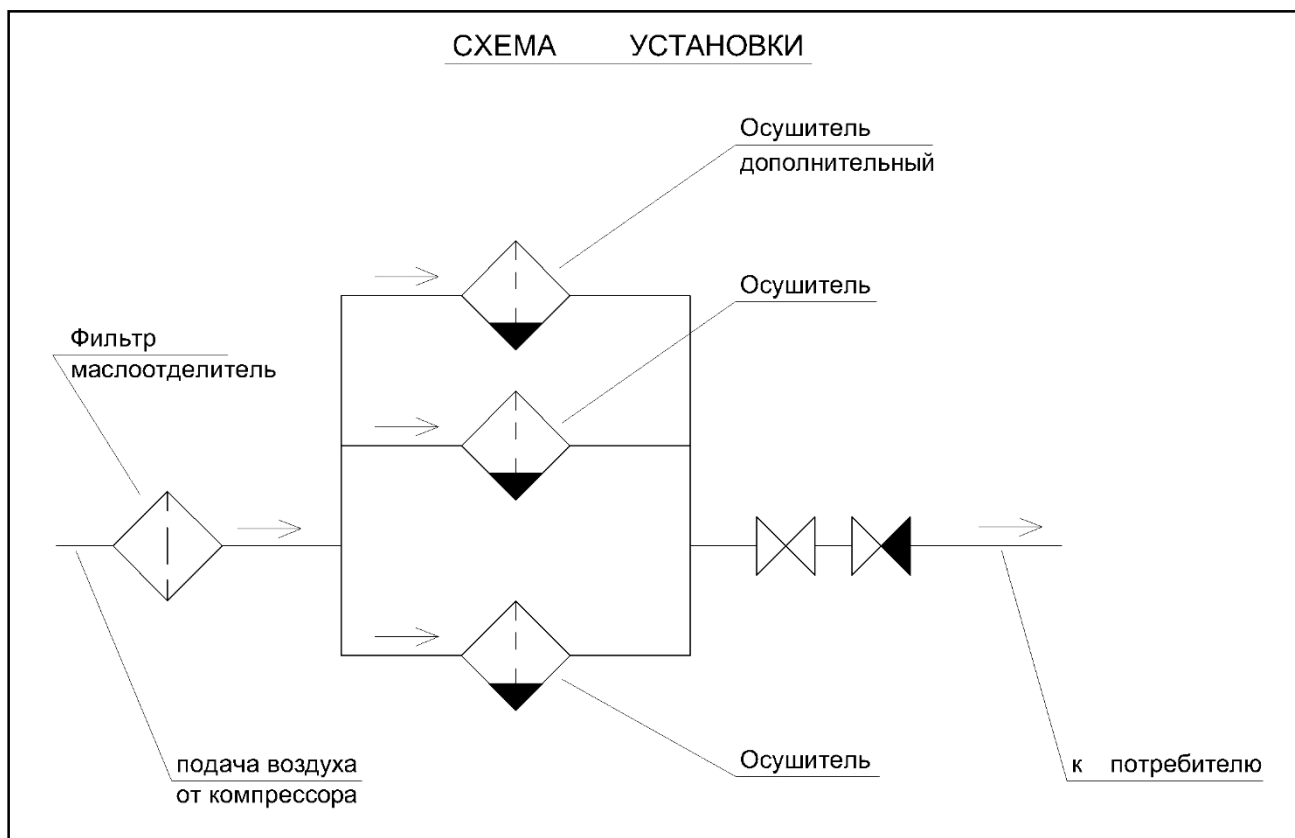 СХЕМА УСТАНОВКИ
Осушитель
дополнительный
Осушитель
Фильтр
маслоотделитель
Осушитель
подача воздуха
от компрессора
к потребителю